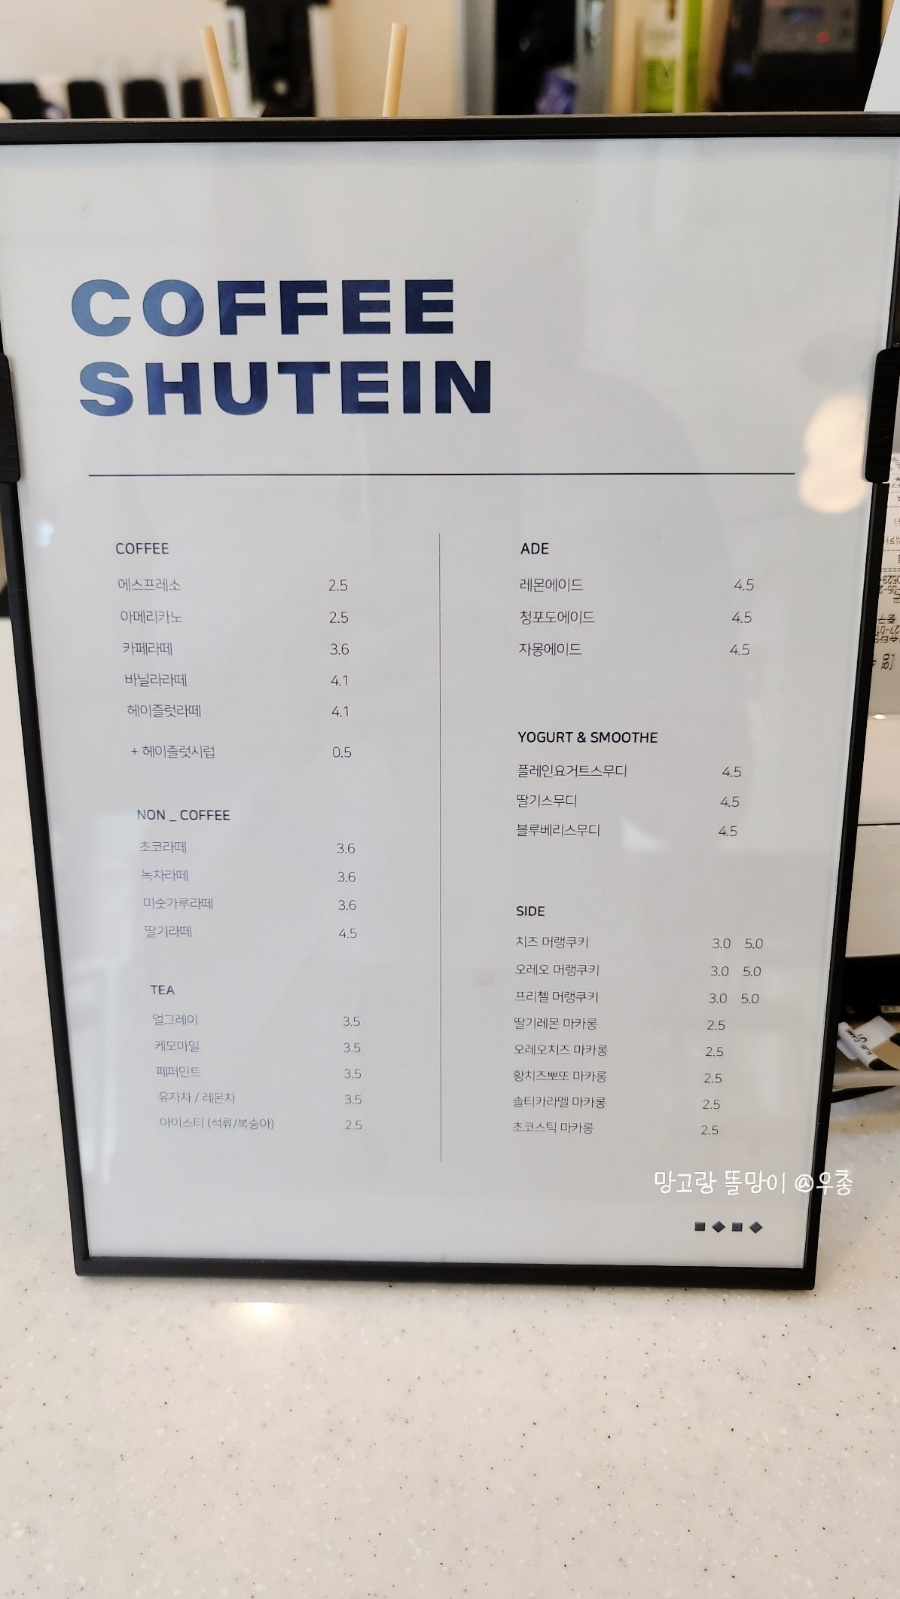 COFFEE
SHUTEIN
COFFEE
에스프레소 2.5
아메리카노 2.5
카페라떼 3.6
바닐라라떼 4.1
헤이즐럿라떼 4.1
+ 헤이즐럿시럽 0.5
NON _ COFFEE
초코라떼 3.6
녹차라떼 3.6
미숫가루라떼 3.6
딸기라떼 4.5
TEA
얼그레이 3.5
케모마일 3.5
페퍼민트 3.5
유자차 / 레몬차 3.5
아이스티 (석류/복숭아) 2.5
ADE
레몬에이드 4.5
청포도에이드 4.5
자몽에이드 4.5
YOGURT & SMOOTHE
플레인요거트스무디 4.5
딸기스무디 4.5
블루베리스무디 4.5
SIDE
치즈 머랭쿠키 3.0 5.0
오레오 머랭쿠키 3.0 5.0
프리첼 머랭쿠키 3.0 5.0
딸기레몬 마카롱 2.5
오레오치즈 마카롱 2.5
황치즈뽀또 마카롱 2.5
솔티카라멜 마카롱 2.5
초코스틱 마카롱 2.5
망고랑 똘망이 @우총